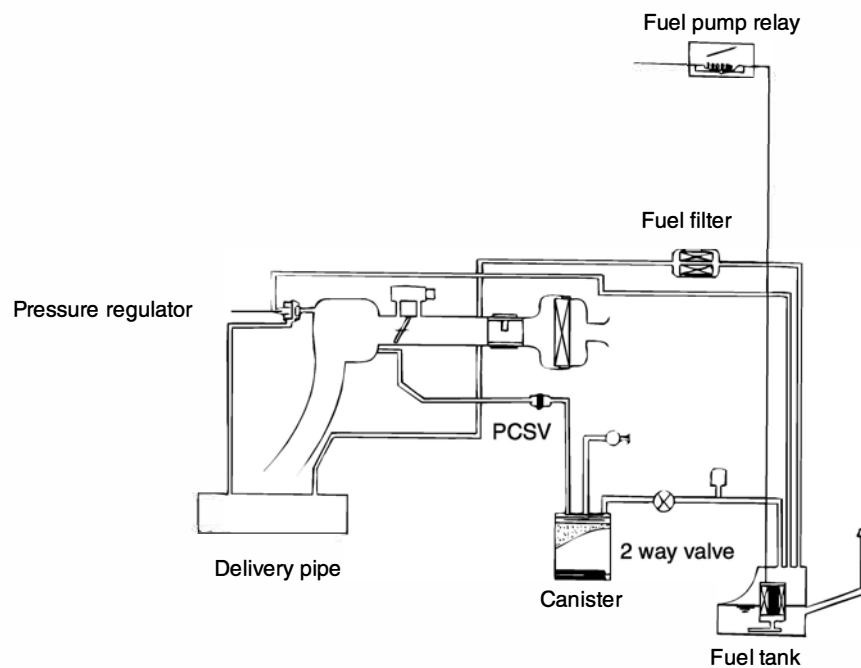 Fuel pump relay
Fuel filter
Pressure regulator
PCSV
2 way valve
Delivery pipe
Canister
Fuel tank